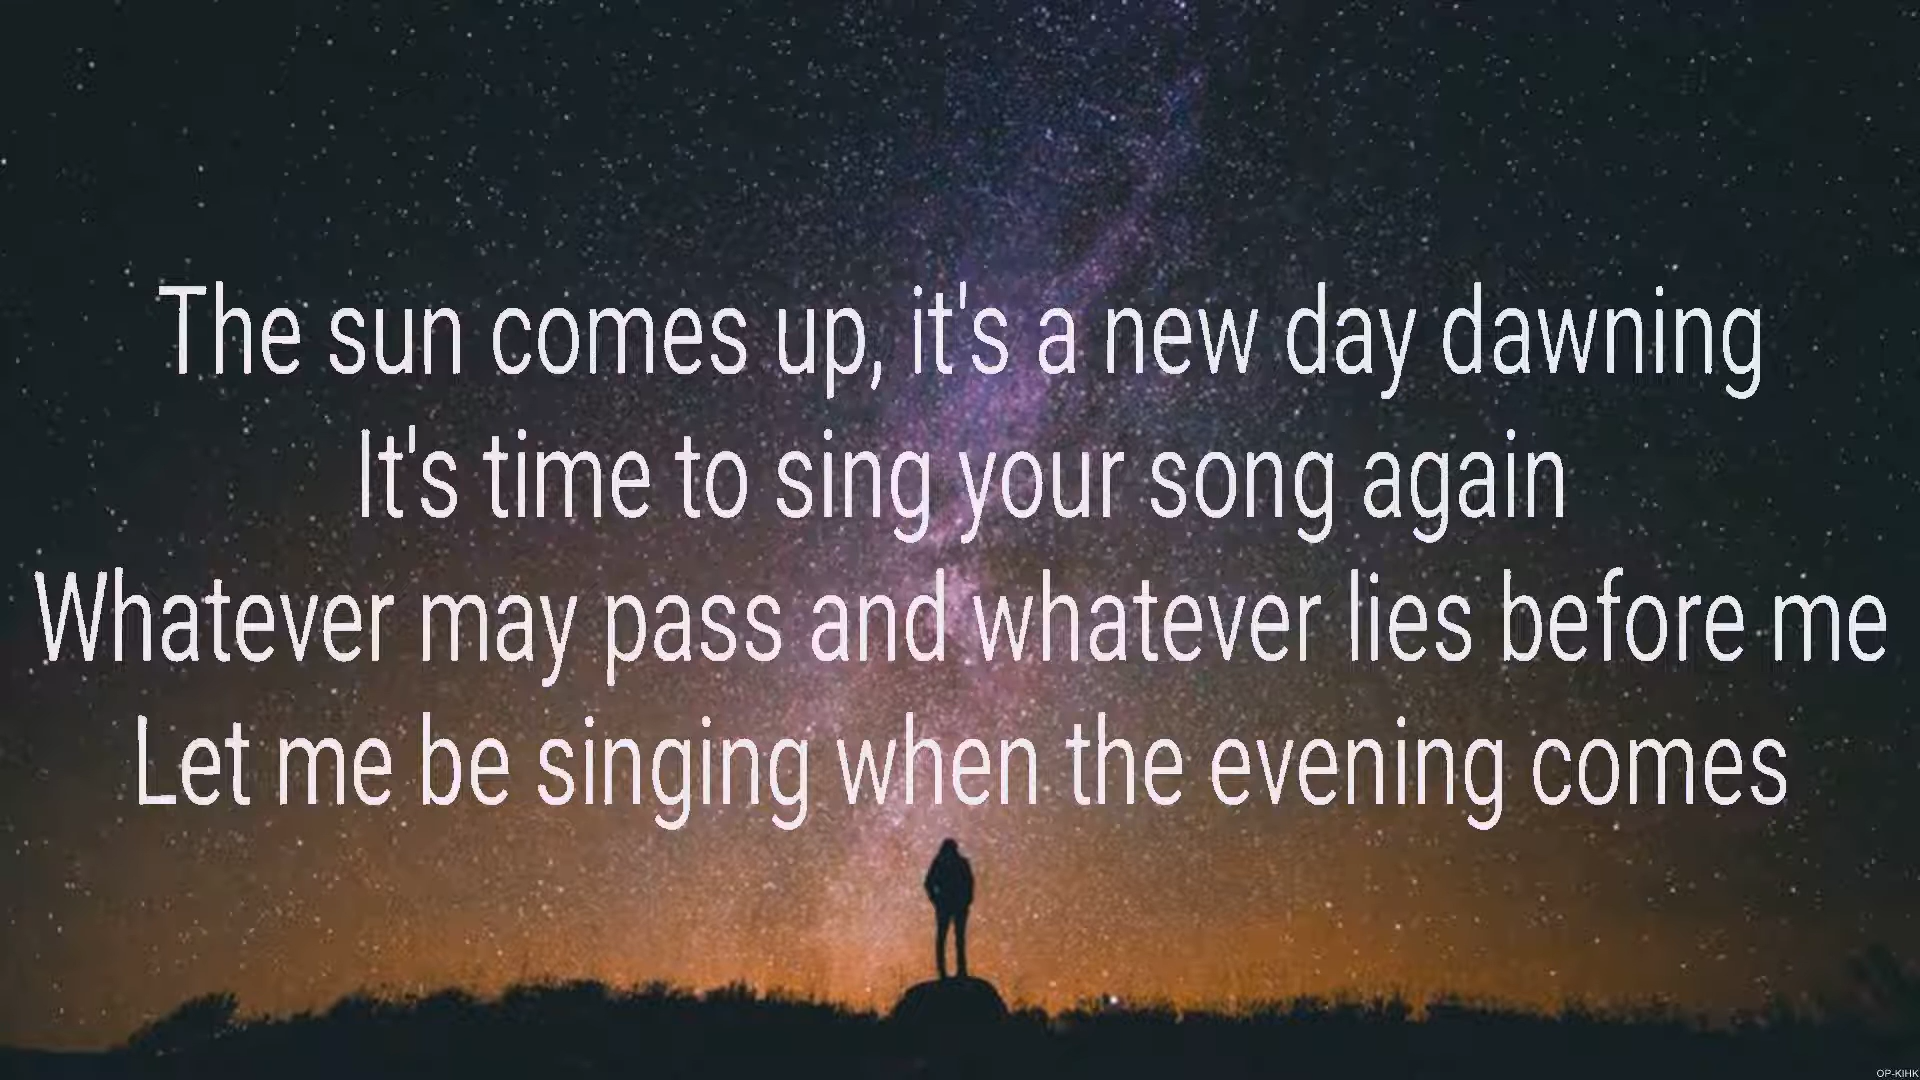 The sun comes up, it's a new day dawning
It's time to sing your song again
Whatever may pass and whatever lies before me
Let me be singing when the evening comes
OP-KIHK